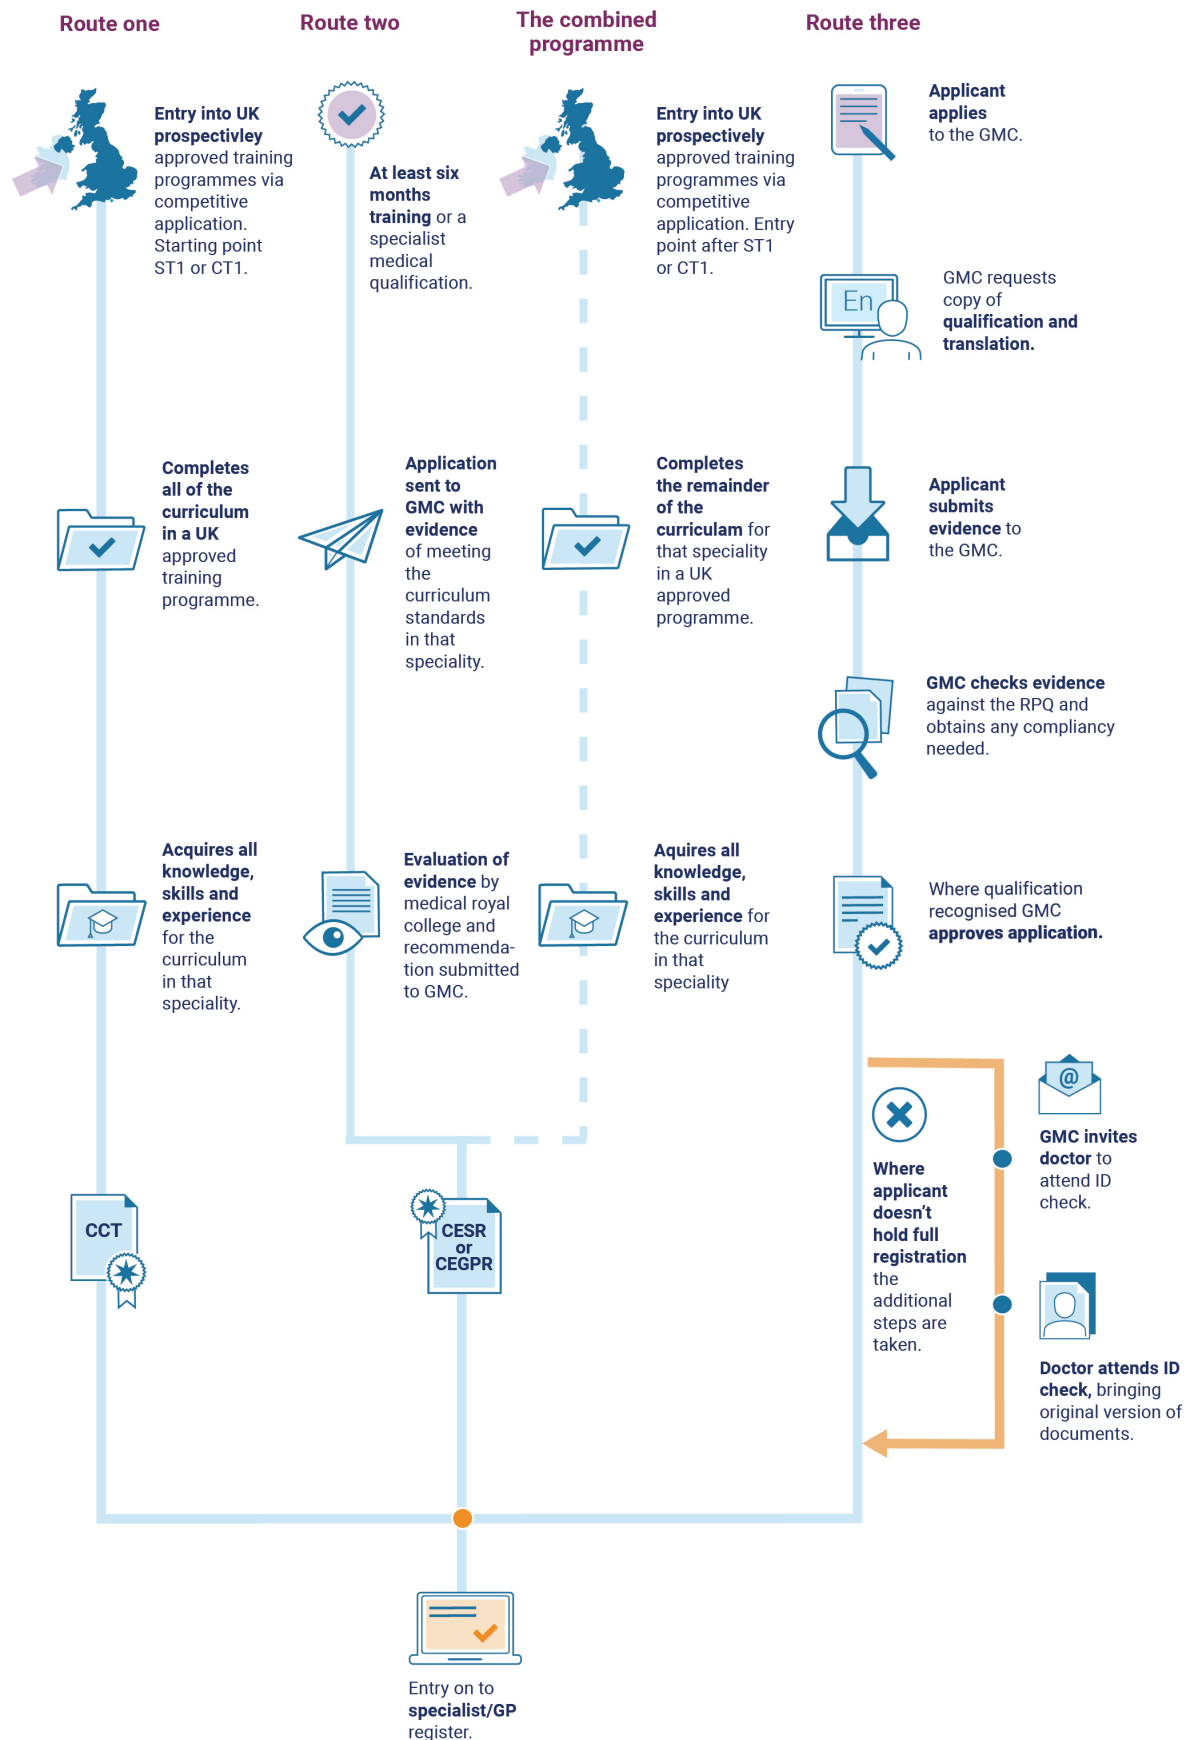 Route one
Entry into UK
prospectivley
approved training
programmes via
competitive
application.
Starting point
ST1 or CT1.
Completes
all of the
curriculum
in a UK
approved
training
programme.
Acquires all
knowledge,
skills and
experience
for the
curriculum
in that
speciality.
CCT
Route two
At least six
months
training or a
specialist
medical
qualification.
Application
sent to
GMC with
evidence
of meeting
the
curriculum
standards
in that
speciality.
Evaluation of
evidence by
medical royal
college and
recommenda-
tion submitted
to GMC.
The combined
programme
Entry into UK
prospectively
approved training
programmes via
competitive
application. Entry
point after ST1
or CT1.
Completes
the remainder
of the
curriculam for
that speciality
in a UK
approved
programme.
Aquires all
knowledge,
skills and
experience for
the curriculum
in that
speciality
CESR
or
CEGPR
Route three
Applicant
applies
to the GMC.
En
GMC requests
copy of
qualification and
translation.
Applicant
submits
evidence to
the GMC.
GMC checks evidence
against the RPQ and
obtains any compliancy
needed.
Where qualification
recognised GMC
approves application.
Where
applicant
doesn't
hold full
registration
the
additional
steps are
taken.
@
GMC invites
doctor to
attend ID
check.
Doctor attends ID
check, bringing
original version of
documents.
Entry on to
specialist/GP
register.